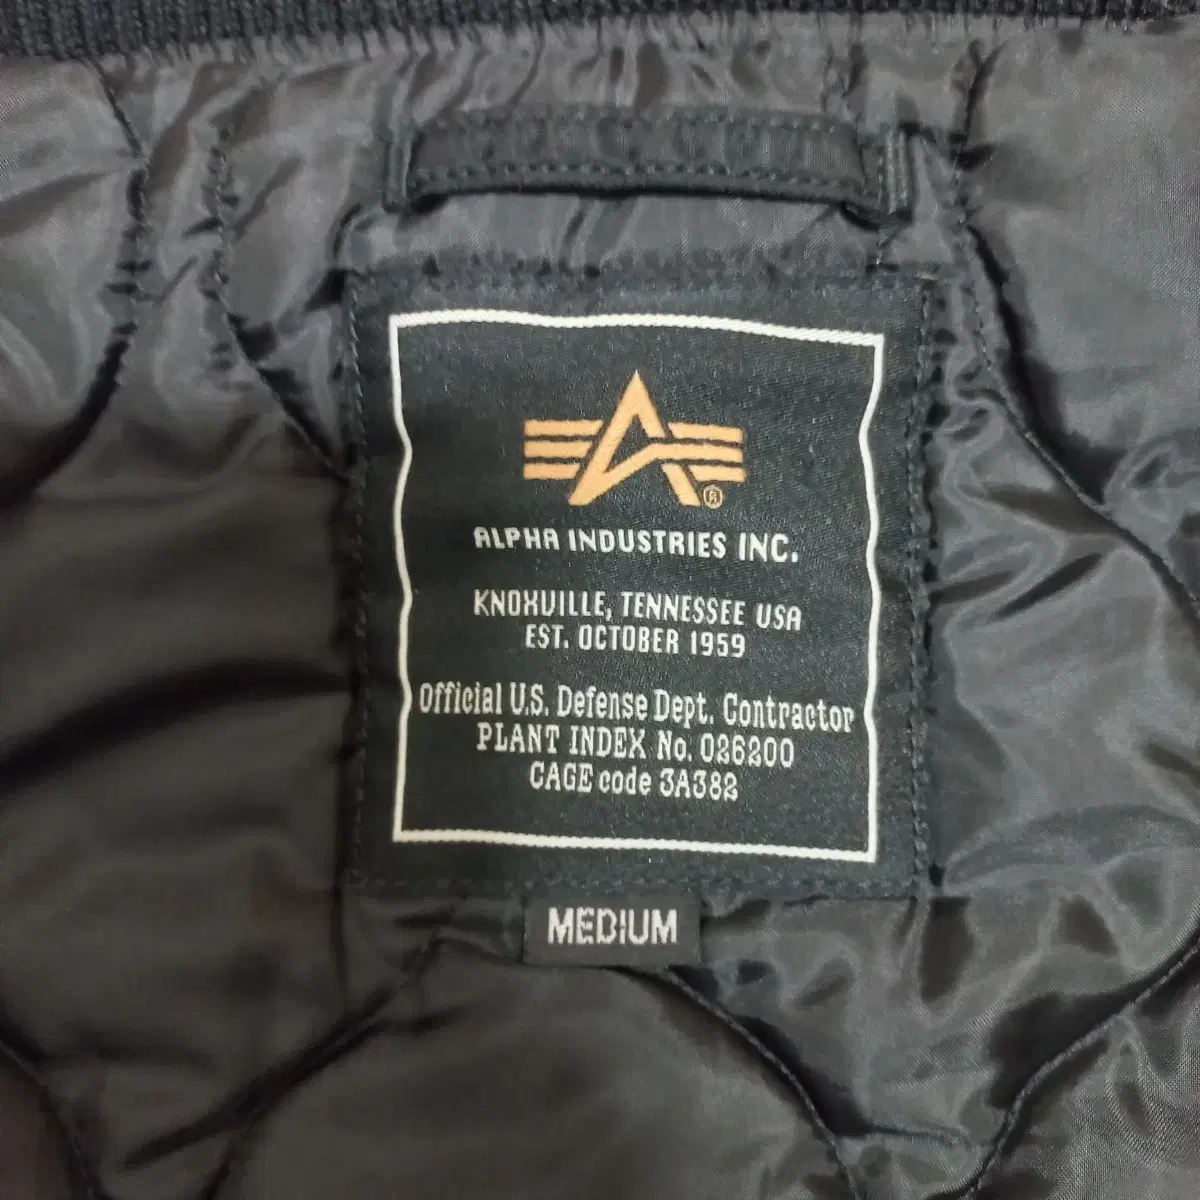 ®
ALPHA INDUSTRIES INC.
KNOXVILLE, TENNESSEE USA
EST. OCTOBER 1959
Official U.S. Defense Dept. Contractor
PLANT INDEX No. 026200
CAGE code 3A382
MEDIUM